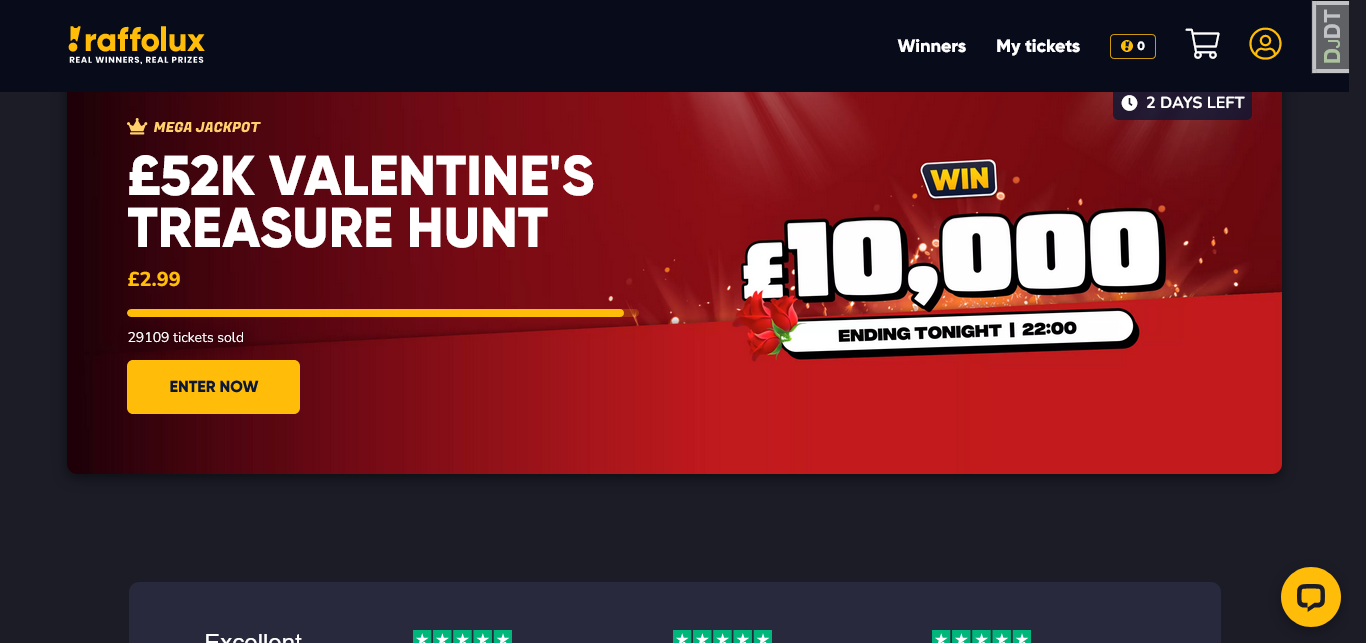 raffolux
REAL WINNERS, REAL PRIZES
Winners
My tickets
0
DjDT
2 DAYS LEFT
MEGA JACKPOT
£52K VALENTINE'S
TREASURE HUNT
£2.99
29109 tickets sold
ENTER NOW
WIN
£10,000
ENDING TONIGHT | 22:00
Excellent